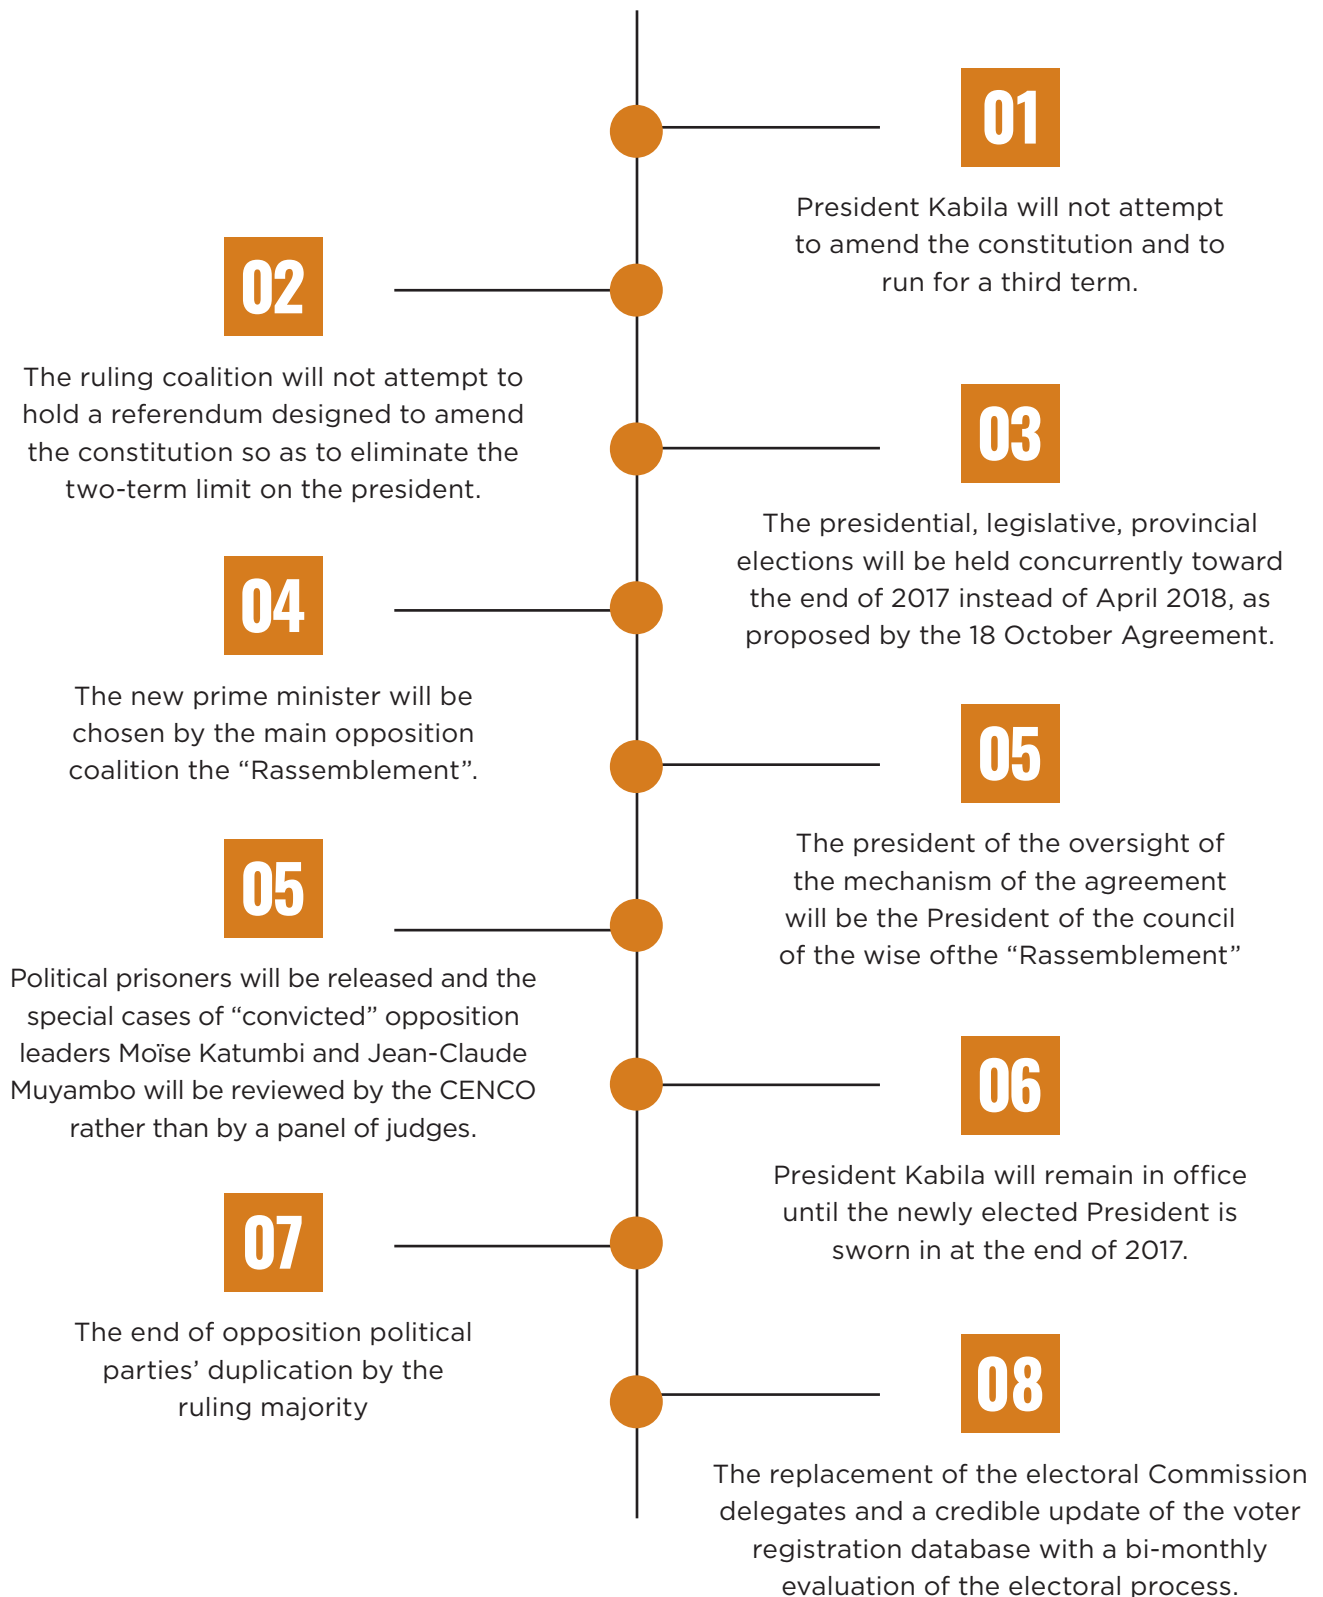 01
President Kabila will not attempt
to amend the constitution and to
run for a third term.
02
The ruling coalition will not attempt to
hold a referendum designed to amend
the constitution so as to eliminate the
two-term limit on the president.
03
The presidential, legislative, provincial
elections will be held concurrently toward
the end of 2017 instead of April 2018, as
proposed by the 18 October Agreement.
04
The new prime minister will be
chosen by the main opposition
coalition the “Rassemblement”.
05
The president of the oversight of
the mechanism of the agreement
will be the President of the council
of the wise ofthe “Rassemblement”
05
Political prisoners will be released and the
special cases of “convicted” opposition
leaders Moïse Katumbi and Jean-Claude
Muyambo will be reviewed by the CENCO
rather than by a panel of judges.
06
President Kabila will remain in office
until the newly elected President is
sworn in at the end of 2017.
07
The end of opposition political
parties’ duplication by the
ruling majority
08
The replacement of the electoral Commission
delegates and a credible update of the voter
registration database with a bi-monthly
evaluation of the electoral process.